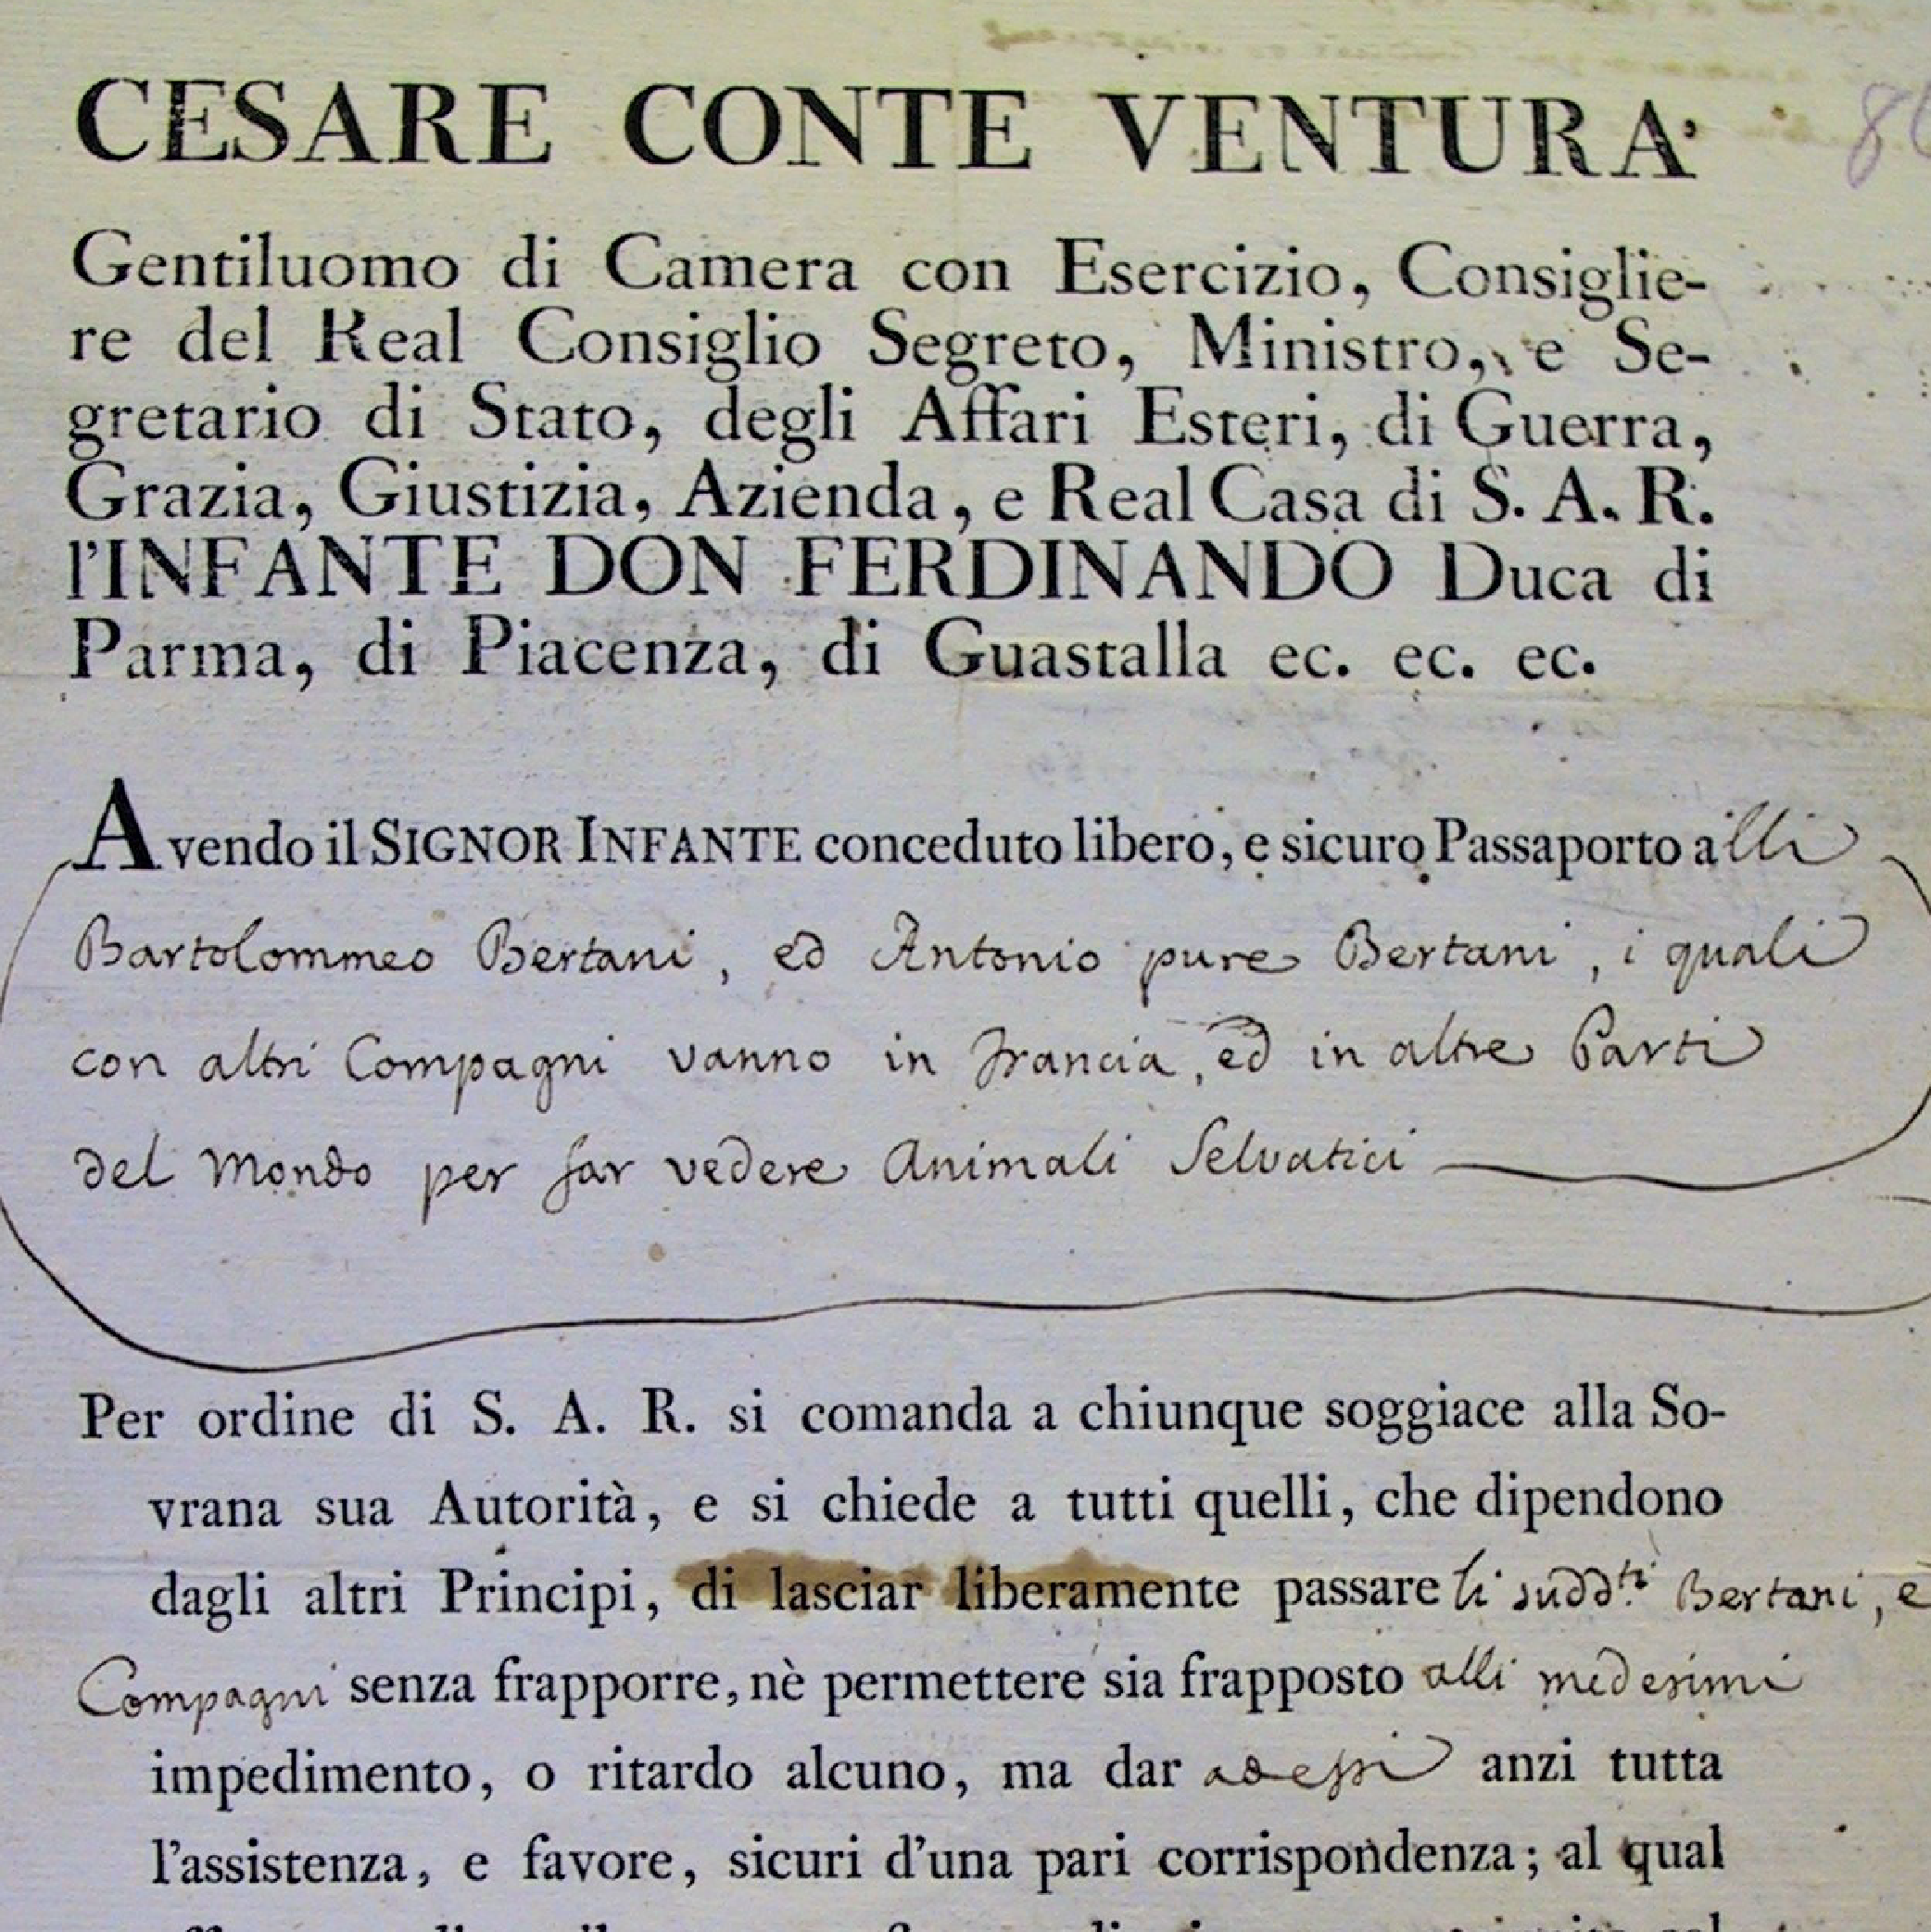 CESARE CONTE VENTURA
Gentiluomo di Camera con Esercizio, Consiglie-
re del Real Consiglio Segreto, Ministro, e Se-
gretario di Stato, degli Affari Esteri, di Guerra,
Grazia, Giustizia, Azienda, e Real Casa di S. A. R.
l'INFANTE DON FERDINANDO Duca di
Parma, di Piacenza, di Guastalla ec. ec. ec.
Avendo il SIGNOR INFANTE conceduto libero, e sicuro Passaporto alli
Bartolommeo Bertani, ed Antonio pure Bertani, i quali
con altri Compagni vanno in Francia, ed in altre Parti
del Mondo per far vedere Animali Selvatici
Per ordine di S. A. R. si comanda a chiunque soggiace alla So-
vrana sua Autorità, e si chiede a tutti quelli, che dipendono
dagli altri Principi, di lasciar liberamente passare li sudd.ti Bertani, e
Compagni senza frapporre, nè permettere sia frapposto alli medesimi
impedimento, o ritardo alcuno, ma dar ad essi anzi tutta
l'assistenza, e favore, sicuri d'una pari corrispondenza; al qual